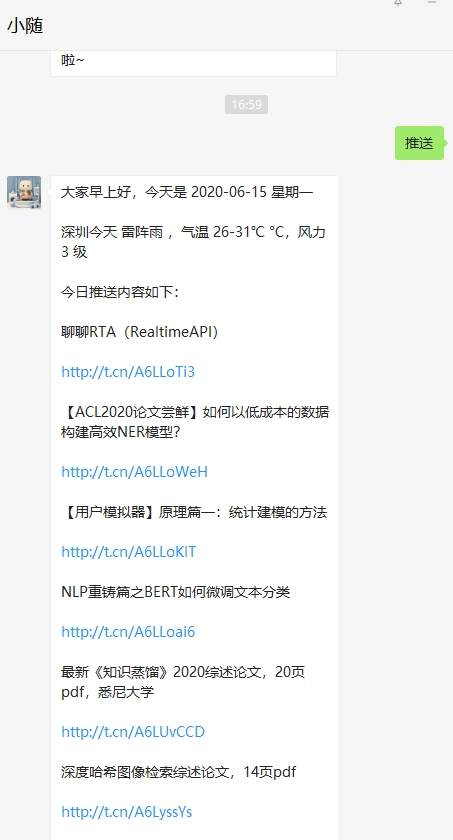 小随
啦~
16:59
推送
大家早上好，今天是 2020-06-15 星期一
深圳今天 雷阵雨 ，气温 26-31℃ °C，风力
3 级
今日推送内容如下：
聊聊RTA（RealtimeAPI）
http://t.cn/A6LLoTi3
【ACL2020论文尝鲜】如何以低成本的数据
构建高效NER模型？
http://t.cn/A6LLoWeH
【用户模拟器】原理篇一：统计建模的方法
http://t.cn/A6LLoKlT
NLP重铸篇之BERT如何微调文本分类
http://t.cn/A6LLoai6
最新《知识蒸馏》2020综述论文，20页
pdf，悉尼大学
http://t.cn/A6LUvCCD
深度哈希图像检索综述论文，14页pdf
http://t.cn/A6LyssYs